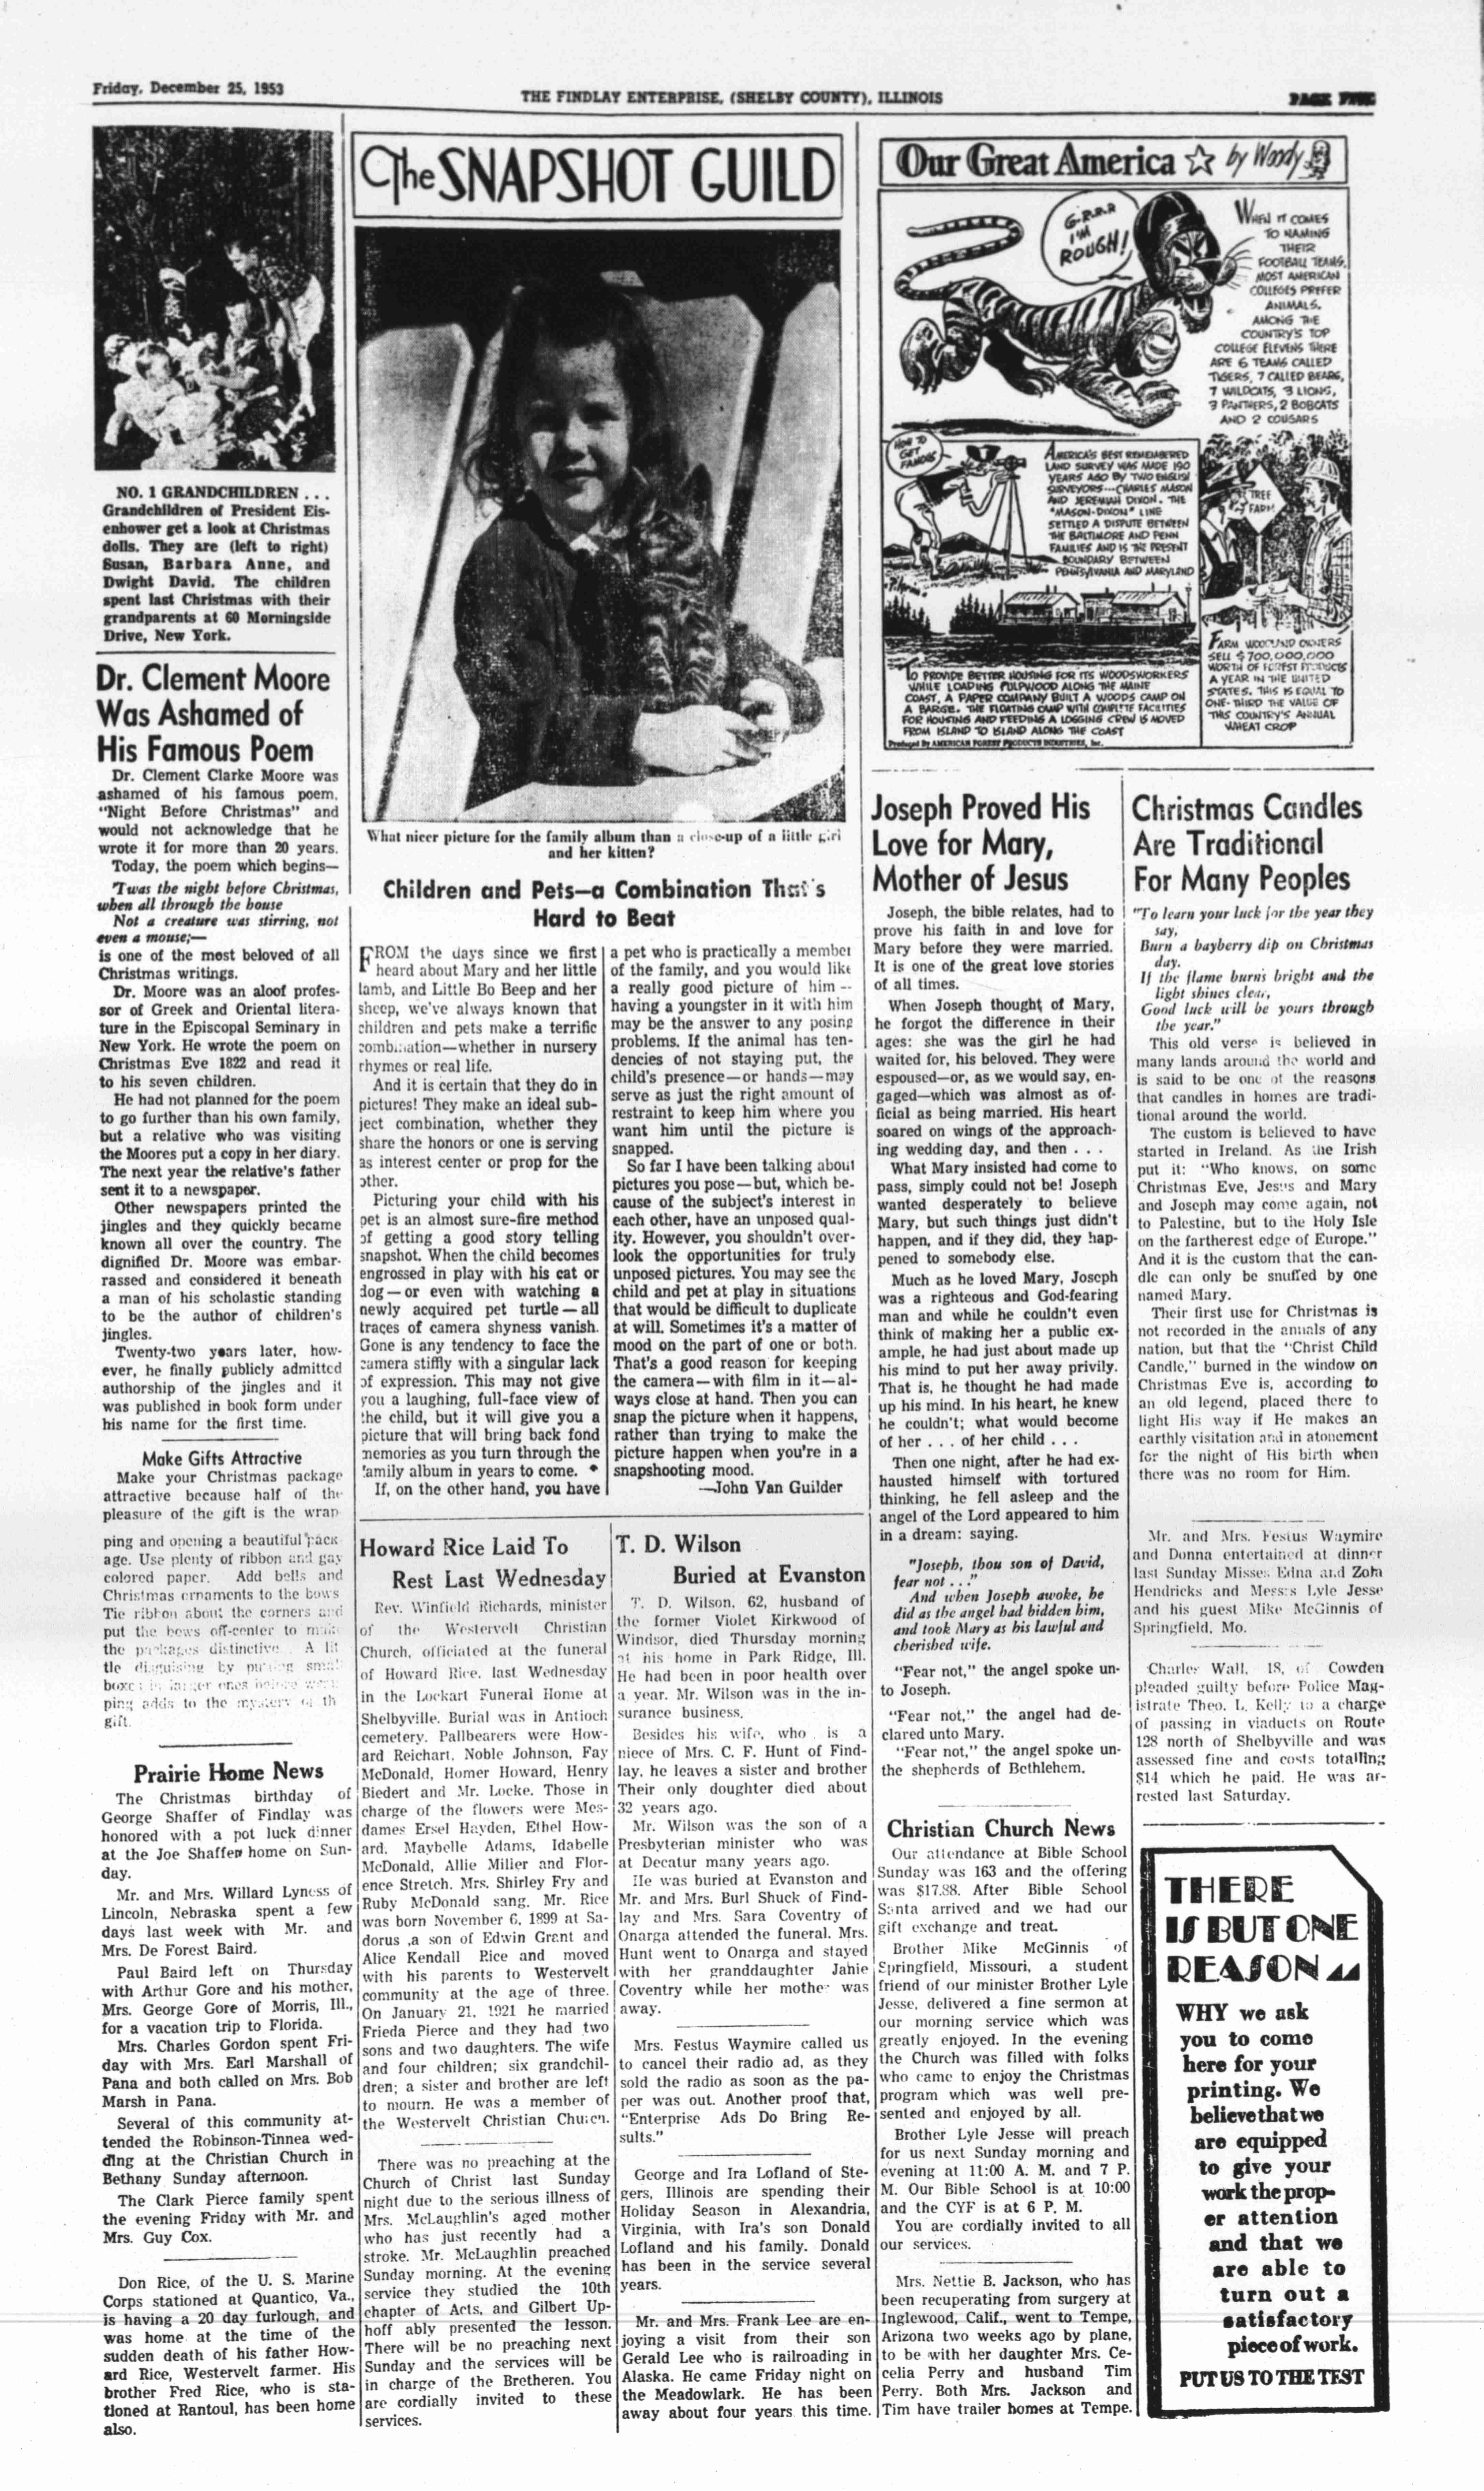 Friday, December 25, 1953
THE FINDLAY ENTERPRISE, (SHELBY COUNTY), ILLINOIS
PAGE FIVE
NO. 1 GRANDCHILDREN . . .
Grandchildren of President Eis-
enhower get a look at Christmas
dolls. They are (left to right)
Susan, Barbara Anne, and
Dwight David. The children
spent last Christmas with their
grandparents at 60 Morningside
Drive, New York.
Dr. Clement Moore
Was Ashamed of
His Famous Poem
Dr. Clement Clarke Moore was
ashamed of his famous poem,
"Night Before Christmas" and
would not acknowledge that he
wrote it for more than 20 years.
Today, the poem which begins—
'Twas the night before Christmas,
when all through the house
Not a creature was stirring, not
even a mouse;—
is one of the most beloved of all
Christmas writings.
Dr. Moore was an aloof profes-
sor of Greek and Oriental litera-
ture in the Episcopal Seminary in
New York. He wrote the poem on
Christmas Eve 1822 and read it
to his seven children.
He had not planned for the poem
to go further than his own family,
but a relative who was visiting
the Moores put a copy in her diary.
The next year the relative's father
sent it to a newspaper.
Other newspapers printed the
jingles and they quickly became
known all over the country. The
dignified Dr. Moore was embar-
rassed and considered it beneath
a man of his scholastic standing
to be the author of children's
jingles.
Twenty-two years later, how-
ever, he finally publicly admitted
authorship of the jingles and it
was published in book form under
his name for the first time.
Make Gifts Attractive
Make your Christmas package
attractive because half of the
pleasure of the gift is the wrap
ping and opening a beautiful pack
age. Use plenty of ribbon and gay
colored paper. Add bells and
Christmas ornaments to the bows
Tie ribbon about the corners and
put the bows off-center to make
the packages distinctive. A lit
tle disguising by putting small
boxes in larger ones before wrap
ping adds to the mystery of th
gift.
Prairie Home News
The Christmas birthday of
George Shaffer of Findlay was
honored with a pot luck dinner
at the Joe Shaffer home on Sun-
day.
Mr. and Mrs. Willard Lyness of
Lincoln, Nebraska spent a few
days last week with Mr. and
Mrs. De Forest Baird.
Paul Baird left on Thursday
with Arthur Gore and his mother,
Mrs. George Gore of Morris, Ill.,
for a vacation trip to Florida.
Mrs. Charles Gordon spent Fri-
day with Mrs. Earl Marshall of
Pana and both called on Mrs. Bob
Marsh in Pana.
Several of this community at-
tended the Robinson-Tinnea wed-
ding at the Christian Church in
Bethany Sunday afternoon.
The Clark Pierce family spent
the evening Friday with Mr. and
Mrs. Guy Cox.
Don Rice, of the U. S. Marine
Corps stationed at Quantico, Va.,
is having a 20 day furlough, and
was home at the time of the
sudden death of his father How-
ard Rice, Westervelt farmer. His
brother Fred Rice, who is sta-
tioned at Rantoul, has been home
also.
The SNAPSHOT GUILD
What nicer picture for the family album than a close-up of a little girl
and her kitten?
Children and Pets—a Combination That's
Hard to Beat
FROM the days since we first
heard about Mary and her little
lamb, and Little Bo Beep and her
sheep, we've always known that
children and pets make a terrific
combination—whether in nursery
rhymes or real life.
And it is certain that they do in
pictures! They make an ideal sub-
ject combination, whether they
share the honors or one is serving
as interest center or prop for the
other.
Picturing your child with his
pet is an almost sure-fire method
of getting a good story telling
snapshot. When the child becomes
engrossed in play with his cat or
dog—or even with watching a
newly acquired pet turtle—all
traces of camera shyness vanish.
Gone is any tendency to face the
camera stiffly with a singular lack
of expression. This may not give
you a laughing, full-face view of
the child, but it will give you a
picture that will bring back fond
memories as you turn through the
family album in years to come.
If, on the other hand, you have
a pet who is practically a member
of the family, and you would like
a really good picture of him--
having a youngster in it with him
may be the answer to any posing
problems. If the animal has ten-
dencies of not staying put, the
child's presence—or hands—may
serve as just the right amount of
restraint to keep him where you
want him until the picture is
snapped.
So far I have been talking about
pictures you pose—but, which be-
cause of the subject's interest in
each other, have an unposed qual-
ity. However, you shouldn't over-
look the opportunities for truly
unposed pictures. You may see the
child and pet at play in situations
that would be difficult to duplicate
at will. Sometimes it's a matter of
mood on the part of one or both.
That's a good reason for keeping
the camera—with film in it—al-
ways close at hand. Then you can
snap the picture when it happens,
rather than trying to make the
picture happen when you're in a
snapshooting mood.
—John Van Guilder
Howard Rice Laid To
Rest Last Wednesday
Rev. Winfield Richards, minister
of the Westervelt Christian
Church, officiated at the funeral
of Howard Rice, last Wednesday
in the Lockart Funeral Home at
Shelbyville. Burial was in Antioch
cemetery. Pallbearers were How-
ard Reichart, Noble Johnson, Fay
McDonald, Homer Howard, Henry
Biedert and Mr. Locke. Those in
charge of the flowers were Mes-
dames Ersel Hayden, Ethel How-
ard, Maybelle Adams, Idabelle
McDonald, Allie Milier and Flor-
ence Stretch. Mrs. Shirley Fry and
Ruby McDonald sang. Mr. Rice
was born November 6, 1899 at Sa-
dorus ,a son of Edwin Grant and
Alice Kendall Rice and moved
with his parents to Westervelt
community at the age of three.
On January 21, 1921 he married
Frieda Pierce and they had two
sons and two daughters. The wife
and four children; six grandchil-
dren; a sister and brother are left
to mourn. He was a member of
the Westervelt Christian Church.
There was no preaching at the
Church of Christ last Sunday
night due to the serious illness of
Mrs. McLaughlin's aged mother
who has just recently had a
stroke. Mr. McLaughlin preached
Sunday morning. At the evening
service they studied the 10th
chapter of Acts, and Gilbert Up-
hoff ably presented the lesson.
There will be no preaching next
Sunday and the services will be
in charge of the Bretheren. You
are cordially invited to these
services.
T. D. Wilson
Buried at Evanston
T. D. Wilson, 62, husband of
the former Violet Kirkwood of
Windsor, died Thursday morning
at his home in Park Ridge, Ill.
He had been in poor health over
a year. Mr. Wilson was in the in-
surance business.
Besides his wife, who is a
niece of Mrs. C. F. Hunt of Find-
lay, he leaves a sister and brother
Their only doughter died about
32 years ago.
Mr. Wilson was the son of a
Presbyterian minister who was
at Decatur many years ago.
He was buried at Evanston and
Mr. and Mrs. Burl Shuck of Find-
lay and Mrs. Sara Coventry of
Onarga attended the funeral. Mrs.
Hunt went to Onarga and stayed
with her granddaughter Janie
Coventry while her mother was
away.
Mrs. Festus Waymire called us
to cancel their radio ad, as they
sold the radio as soon as the pa-
per was out. Another proof that,
"Enterprise Ads Do Bring Re-
sults."
George and Ira Lofland of Ste-
gers, Illinois are spending their
Holiday Season in Alexandria,
Virginia, with Ira's son Donald
Lofland and his family. Donald
has been in the service several
years.
Mr. and Mrs. Frank Lee are en-
joying a visit from their son
Gerald Lee who is railroading in
Alaska. He came Friday night on
the Meadowlark. He has been
away about four years this time.
Our Great America ☆ by Woody
G-R-R-R
I'M
ROUGH!
WHEN IT COMES
TO NAMING
THEIR
FOOTBALL TEAMS,
MOST AMERICAN
COLLEGES PREFER
ANIMALS.
AMONG THE
COUNTRY'S TOP
COLLEGE ELEVENS THERE
ARE 6 TEAMS CALLED
TIGERS, 7 CALLED BEARS,
7 WILDCATS, 3 LIONS,
3 PANTHERS, 2 BOBCATS
AND 2 COUGARS
HOW TO
GET
FAMOUS
AMERICA'S BEST REMEMBERED
LAND SURVEY WAS MADE 190
YEARS AGO BY TWO ENGLISH
SURVEYORS---CHARLES MASON
AND JEREMIAH DIXON. THE
"MASON-DIXON" LINE
SETTLED A DISPUTE BETWEEN
THE BALTIMORE AND PENN
FAMILIES AND IS THE PRESENT
BOUNDARY BETWEEN
PENNSYLVANIA AND MARYLAND
TREE
FARM
TO PROVIDE BETTER HOUSING FOR ITS WOODSWORKERS
WHILE LOADING PULPWOOD ALONG THE MAINE
COAST, A PAPER COMPANY BUILT A WOODS CAMP ON
A BARGE. THE FLOATING CAMP WITH COMPLETE FACILITIES
FOR HOUSING AND FEEDING A LOGGING CREW IS MOVED
FROM ISLAND TO ISLAND ALONG THE COAST
Produced By AMERICAN FOREST PRODUCTS INDUSTRIES, Inc.
FARM WOODLAND OWNERS
SELL $700,000,000
WORTH OF FOREST PRODUCTS
A YEAR IN THE UNITED
STATES. THIS IS EQUAL TO
ONE-THIRD THE VALUE OF
THIS COUNTRY'S ANNUAL
WHEAT CROP
Joseph Proved His
Love for Mary,
Mother of Jesus
Joseph, the bible relates, had to
prove his faith in and love for
Mary before they were married.
It is one of the great love stories
of all times.
When Joseph thought of Mary,
he forgot the difference in their
ages: she was the girl he had
waited for, his beloved. They were
espoused—or, as we would say, en-
gaged—which was almost as of-
ficial as being married. His heart
soared on wings of the approach-
ing wedding day, and then . . .
What Mary insisted had come to
pass, simply could not be! Joseph
wanted desperately to believe
Mary, but such things just didn't
happen, and if they did, they hap-
pened to somebody else.
Much as he loved Mary, Joseph
was a righteous and God-fearing
man and while he couldn't even
think of making her a public ex-
ample, he had just about made up
his mind to put her away privily.
That is, he thought he had made
up his mind. In his heart, he knew
he couldn't; what would become
of her . . . of her child . . .
Then one night, after he had ex-
hausted himself with tortured
thinking, he fell asleep and the
angel of the Lord appeared to him
in a dream: saying.
"Joseph, thou son of David,
fear not . . ."
And when Joseph awoke, he
did as the angel had bidden him,
and took Mary as his lawful and
cherished wife.
"Fear not," the angel spoke un-
to Joseph.
"Fear not," the angel had de-
clared unto Mary.
"Fear not," the angel spoke un-
the shepherds of Bethlehem.
Christian Church News
Our attendance at Bible School
Sunday was 163 and the offering
was $17.88. After Bible School
Santa arrived and we had our
gift exchange and treat.
Brother Mike McGinnis of
Springfield, Missouri, a student
friend of our minister Brother Lyle
Jesse, delivered a fine sermon at
our morning service which was
greatly enjoyed. In the evening
the Church was filled with folks
who came to enjoy the Christmas
program which was well pre-
sented and enjoyed by all.
Brother Lyle Jesse will preach
for us next Sunday morning and
evening at 11:00 A. M. and 7 P.
M. Our Bible School is at 10:00
and the CYF is at 6 P. M.
You are cordially invited to all
our services.
Mrs. Nettie B. Jackson, who has
been recuperating from surgery at
Inglewood, Calif., went to Tempe,
Arizona two weeks ago by plane,
to be with her daughter Mrs. Ce-
celia Perry and husband Tim
Perry. Both Mrs. Jackson and
Tim have trailer homes at Tempe.
Christmas Candles
Are Traditional
For Many Peoples
"To learn your luck for the year they
say,
Burn a bayberry dip on Christmas
day.
If the flame burns bright and the
light shines clear,
Good luck will be yours through
the year."
This old verse is believed in
many lands around the world and
is said to be one of the reasons
that candles in homes are tradi-
tional around the world.
The custom is believed to have
started in Ireland. As the Irish
put it: "Who knows, on some
Christmas Eve, Jesus and Mary
and Joseph may come again, not
to Palestine, but to the Holy Isle
on the fartherest edge of Europe."
And it is the custom that the can-
dle can only be snuffed by one
named Mary.
Their first use for Christmas is
not recorded in the annals of any
nation, but that the "Christ Child
Candle," burned in the window on
Christmas Eve is, according to
an old legend, placed there to
light His way if He makes an
earthly visitation and in atonement
for the night of His birth when
there was no room for Him.
Mr. and Mrs. Festus Waymire
and Donna entertained at dinner
last Sunday Misses Edna and Zola
Hendricks and Messrs Lyle Jesse
and his guest Mike McGinnis of
Springfield, Mo.
Charles Wall, 18, of Cowden
pleaded guilty before Police Mag-
istrate Theo. L. Kelly to a charge
of passing in viaducts on Route
128 north of Shelbyville and was
assessed fine and costs totalling
$14 which he paid. He was ar-
rested last Saturday.
THERE
IS BUT ONE
REASON
WHY we ask
you to come
here for your
printing. We
believe that we
are equipped
to give your
work the prop-
er attention
and that we
are able to
turn out a
satisfactory
piece of work.
PUT US TO THE TEST